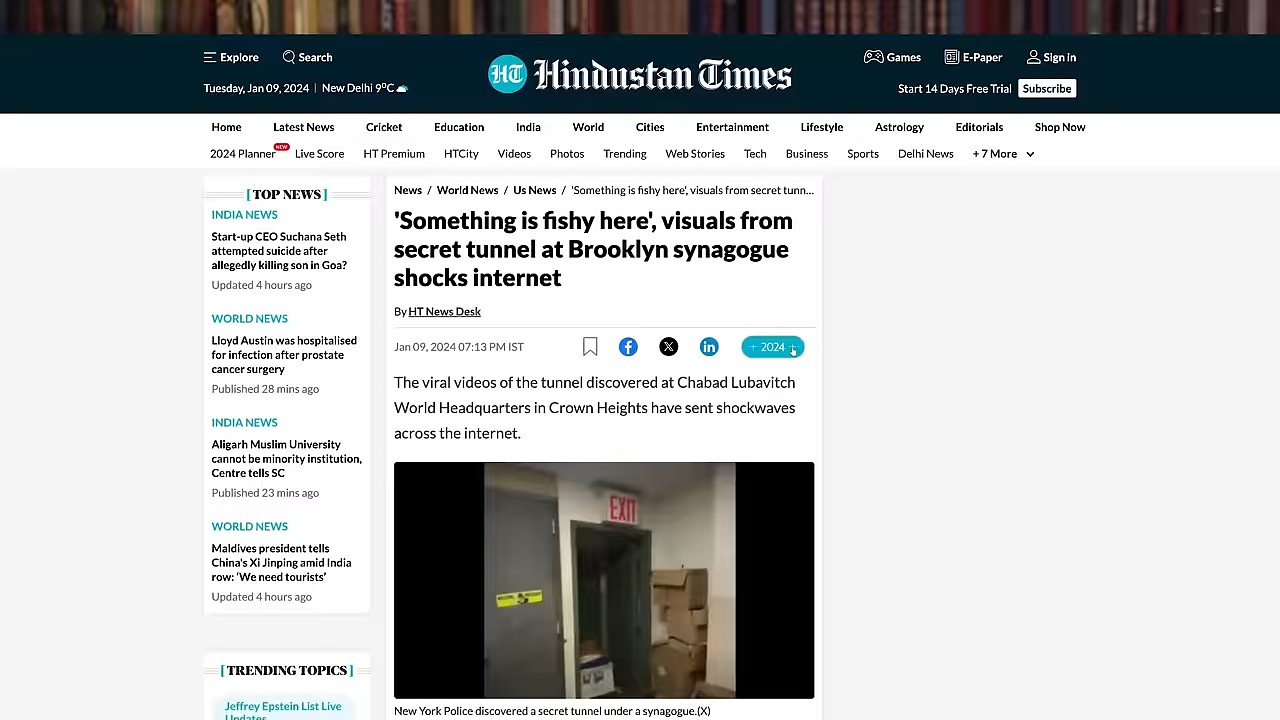 Explore
Search
HT Hindustan Times
Games
E-Paper
Sign in
Tuesday, Jan 09, 2024 | New Delhi 9⁰C
Start 14 Days Free Trial
Subscribe
Home
Latest News
Cricket
Education
India
World
Cities
Entertainment
Lifestyle
Astrology
Editorials
Shop Now
2024 Planner NEW
Live Score
HT Premium
HTCity
Videos
Photos
Trending
Web Stories
Tech
Business
Sports
Delhi News
+ 7 More
[TOP NEWS]
INDIA NEWS
Start-up CEO Suchana Seth
attempted suicide after
allegedly killing son in Goa?
Updated 4 hours ago
WORLD NEWS
Lloyd Austin was hospitalised
for infection after prostate
cancer surgery
Published 28 mins ago
INDIA NEWS
Aligarh Muslim University
cannot be minority institution,
Centre tells SC
Published 23 mins ago
WORLD NEWS
Maldives president tells
China's Xi Jinping amid India
row: 'We need tourists'
Updated 4 hours ago
[TRENDING TOPICS]
Jeffrey Epstein List Live
Updates
News / World News / Us News / 'Something is fishy here', visuals from secret tunn...
'Something is fishy here', visuals from
secret tunnel at Brooklyn synagogue
shocks internet
By HT News Desk
Jan 09, 2024 07:13 PM IST
2024
The viral videos of the tunnel discovered at Chabad Lubavitch
World Headquarters in Crown Heights have sent shockwaves
across the internet.
EXIT
New York Police discovered a secret tunnel under a synagogue.(X)